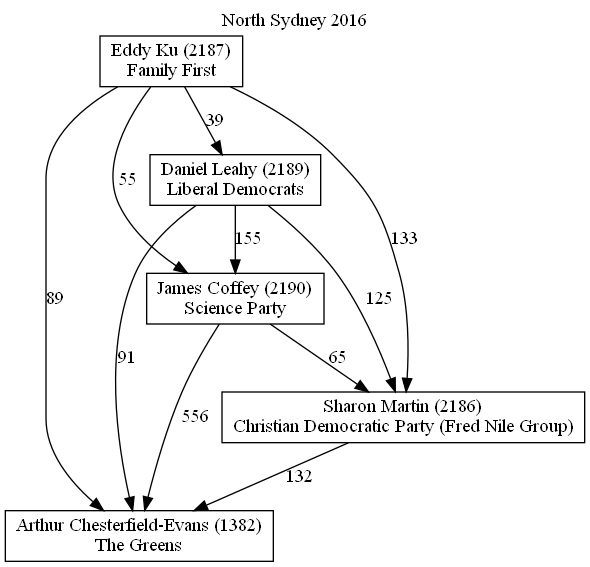 North Sydney 2016
Eddy Ku (2187)
Family First
39
55
Daniel Leahy (2189)
Liberal Democrats
133
155
James Coffey (2190)
Science Party
89
125
91
65
556
Sharon Martin (2186)
Christian Democratic Party (Fred Nile Group)
132
Arthur Chesterfield-Evans (1382)
The Greens